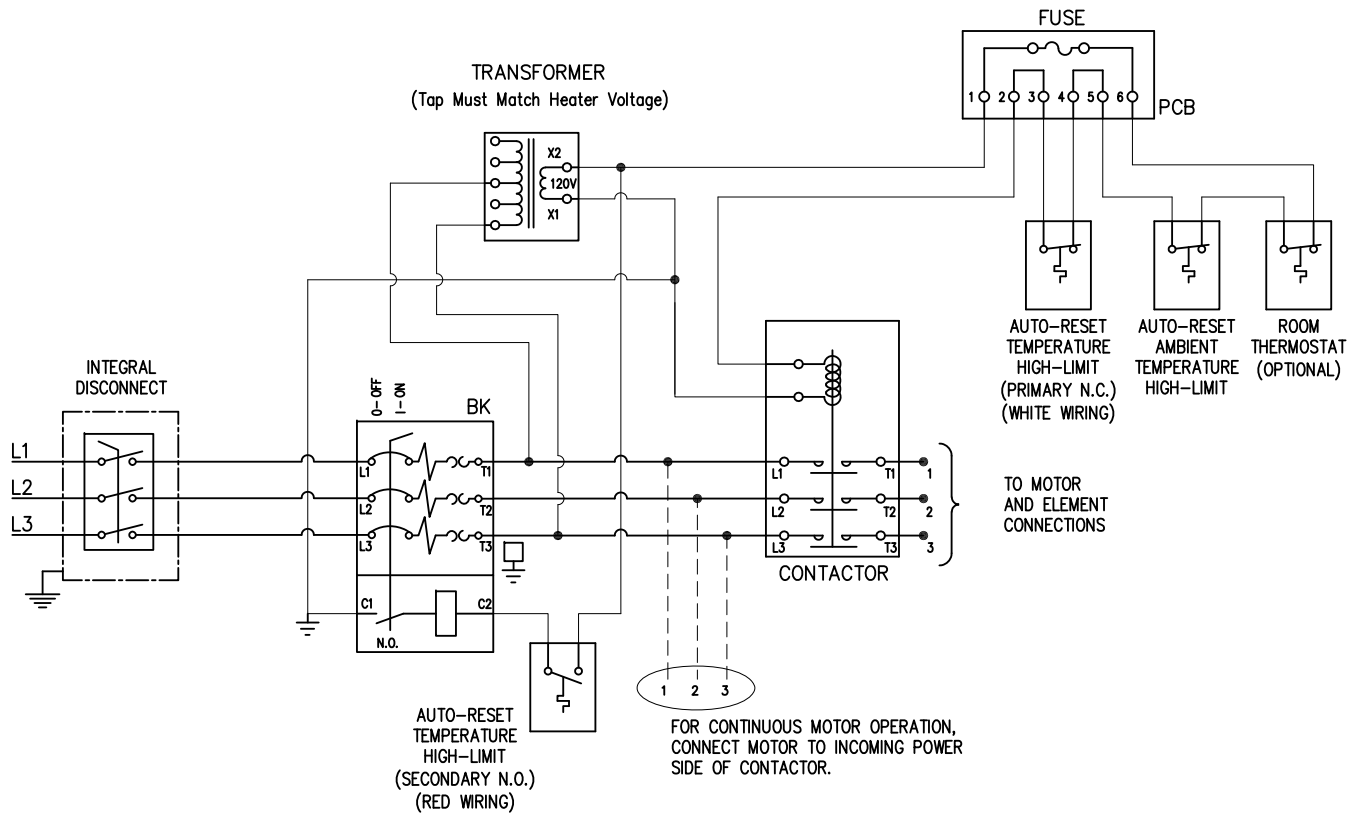 FUSE
1 2 3 4 5 6
PCB
TRANSFORMER
(Tap Must Match Heater Voltage)
X2
120V
X1
AUTO-RESET
TEMPERATURE
HIGH-LIMIT
(PRIMARY N.C.)
(WHITE WIRING)
AUTO-RESET
AMBIENT
TEMPERATURE
HIGH-LIMIT
ROOM
THERMOSTAT
(OPTIONAL)
INTEGRAL
DISCONNECT
0-OFF
1-ON
BK
L1
L2
L3
L1 T1
L2 T2
L3 T3
C1 C2
N.O.
L1 T1 1
L2 T2 2
L3 T3 3
CONTACTOR
TO MOTOR
AND ELEMENT
CONNECTIONS
1 2 3
FOR CONTINUOUS MOTOR OPERATION,
CONNECT MOTOR TO INCOMING POWER
SIDE OF CONTACTOR.
AUTO-RESET
TEMPERATURE
HIGH-LIMIT
(SECONDARY N.O.)
(RED WIRING)